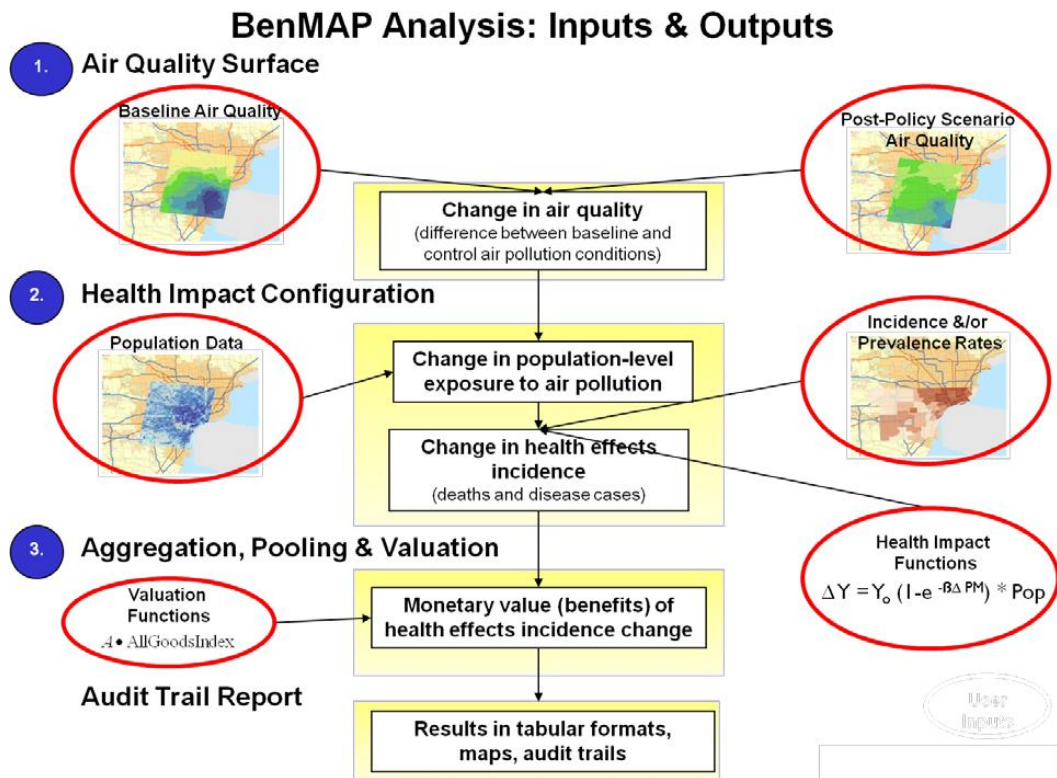 BenMAP Analysis: Inputs & Outputs
1.
Air Quality Surface
Baseline Air Quality
Post-Policy Scenario
Air Quality
Change in air quality
(difference between baseline and
control air pollution conditions)
2.
Health Impact Configuration
Population Data
Incidence &/or
Prevalence Rates
Change in population-level
exposure to air pollution
Change in health effects
incidence
(deaths and disease cases)
3.
Aggregation, Pooling & Valuation
Health Impact
Functions
ΔY = Yₒ (1-e ^-ßΔ PM) * Pop
Valuation
Functions
A • AllGoodsIndex
Monetary value (benefits) of
health effects incidence change
Audit Trail Report
User
Inputs
Results in tabular formats,
maps, audit trails